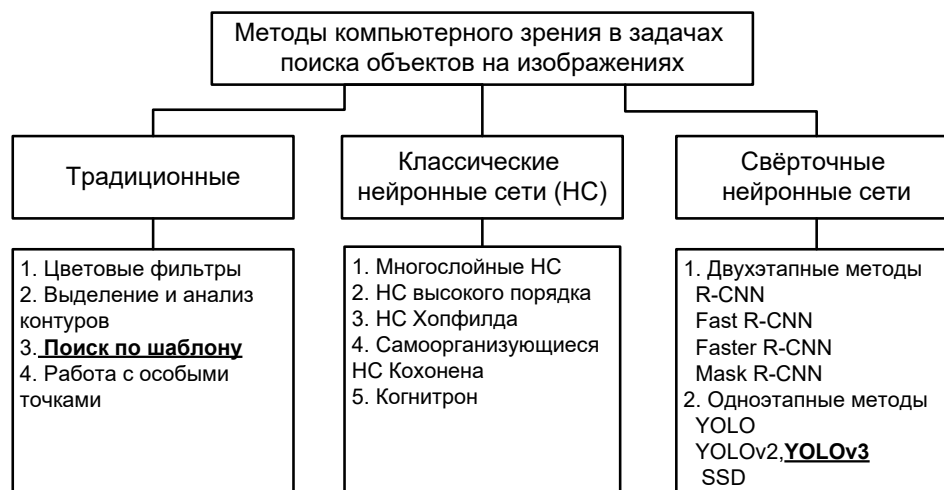 Методы компьютерного зрения в задачах
поиска объектов на изображениях
Традиционные
1. Цветовые фильтры
2. Выделение и анализ
контуров
3. Поиск по шаблону
4. Работа с особыми
точками
Классические
нейронные сети (НС)
1. Многослойные НС
2. НС высокого порядка
3. НС Хопфилда
4. Самоорганизующиеся
НС Кохонена
5. Когнитрон
Свёрточные
нейронные сети
1. Двухэтапные методы
R-CNN
Fast R-CNN
Faster R-CNN
Mask R-CNN
2. Одноэтапные методы
YOLO
YOLOv2,YOLOv3
SSD